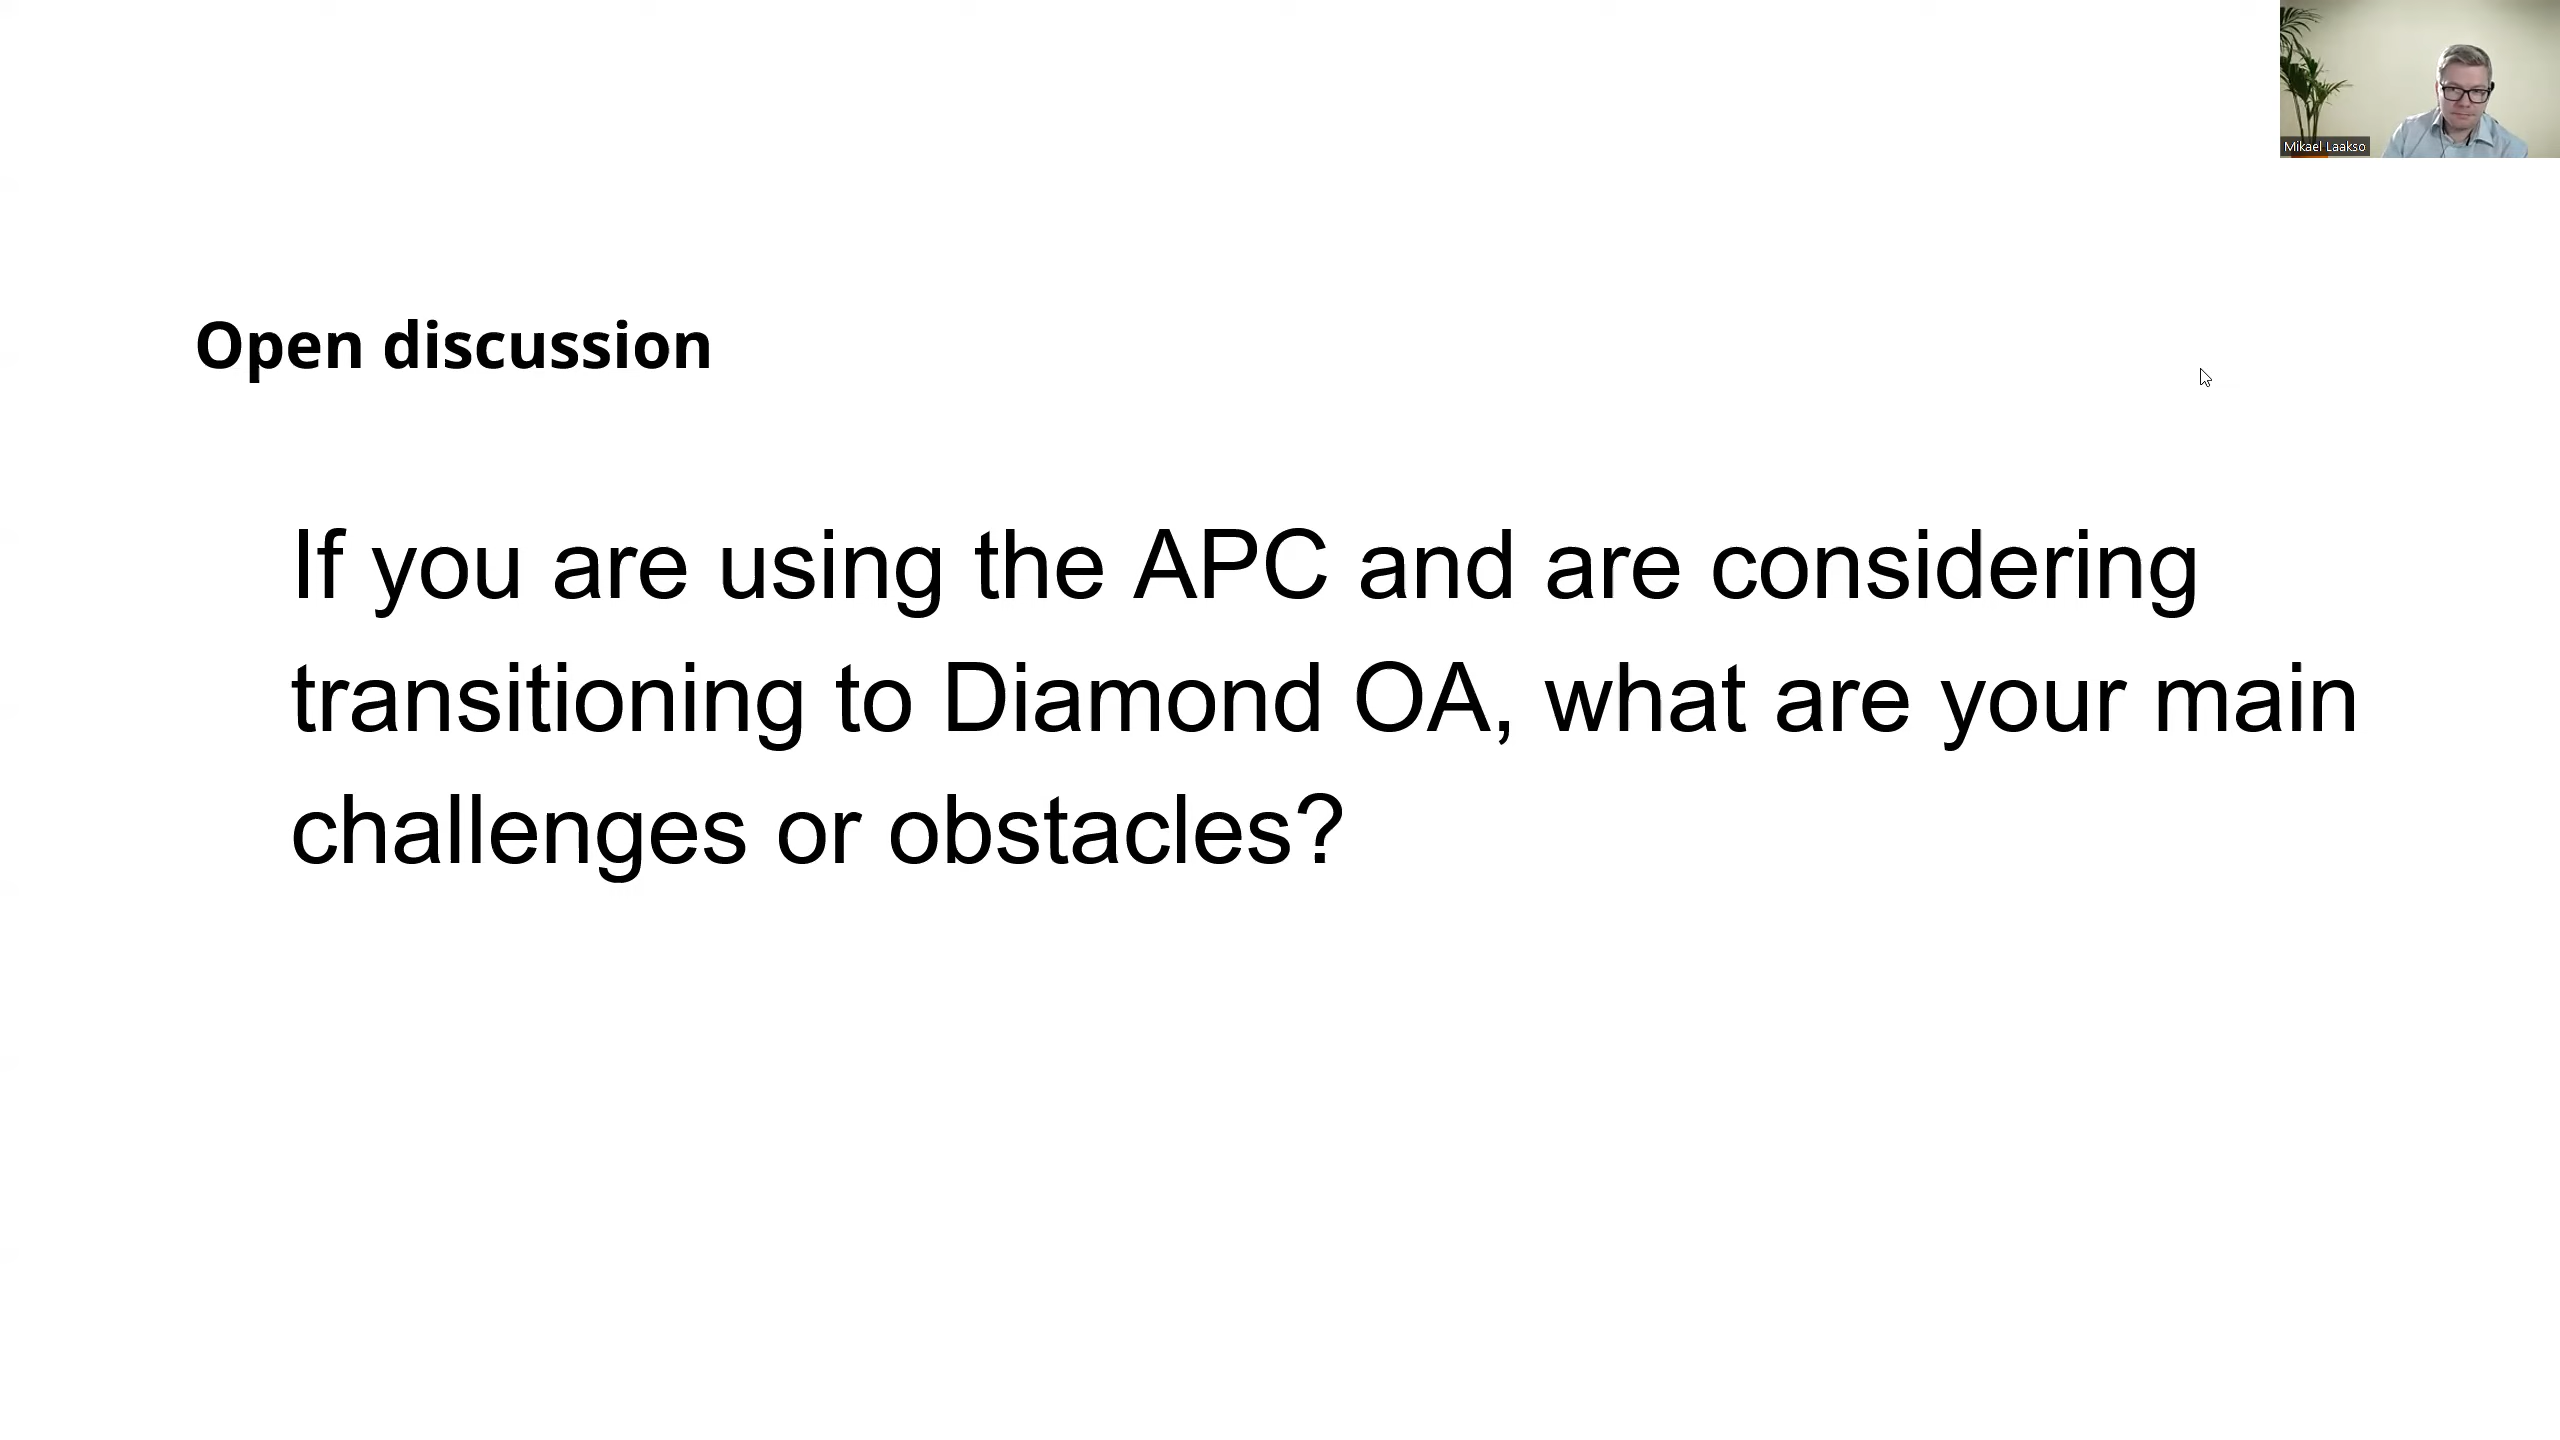 Mikael Laakso
Open discussion
If you are using the APC and are considering
transitioning to Diamond OA, what are your main
challenges or obstacles?